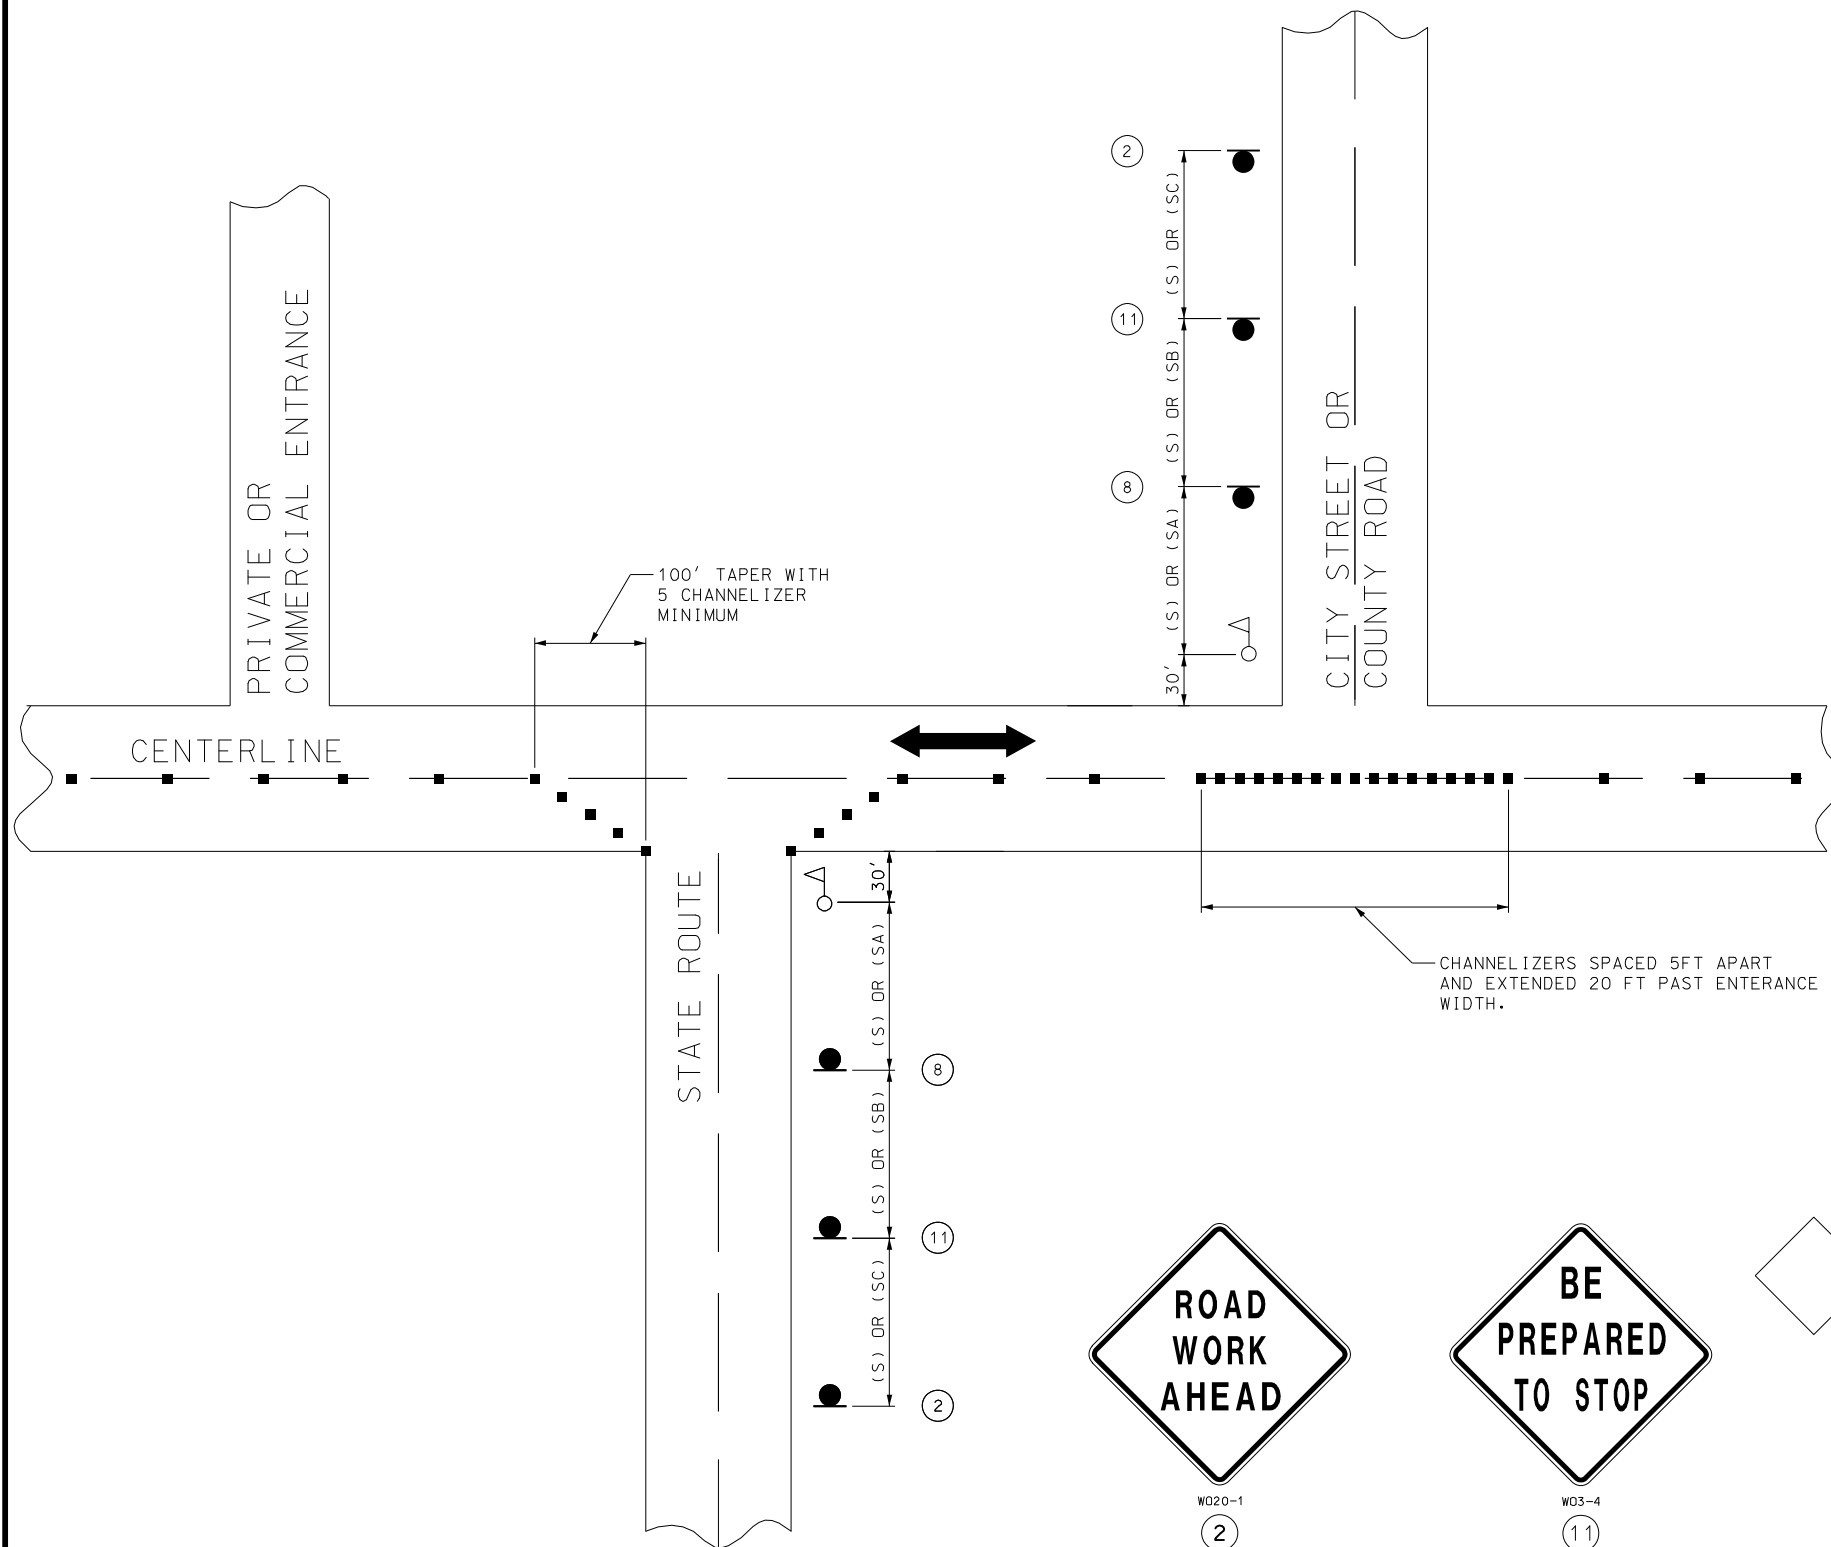 2
(S) OR (SC)
11
(S) OR (SB)
8
(S) OR (SA)
30'
PRIVATE OR
COMMERCIAL ENTRANCE
CITY STREET OR
COUNTY ROAD
100' TAPER WITH
5 CHANNELIZER
MINIMUM
CENTERLINE
STATE ROUTE
30'
(S) OR (SA)
8
(S) OR (SB)
11
(S) OR (SC)
2
CHANNELIZERS SPACED 5FT APART
AND EXTENDED 20 FT PAST ENTERANCE
WIDTH.
ROAD
WORK
AHEAD
WO20-1
2
BE
PREPARED
TO STOP
WO3-4
11